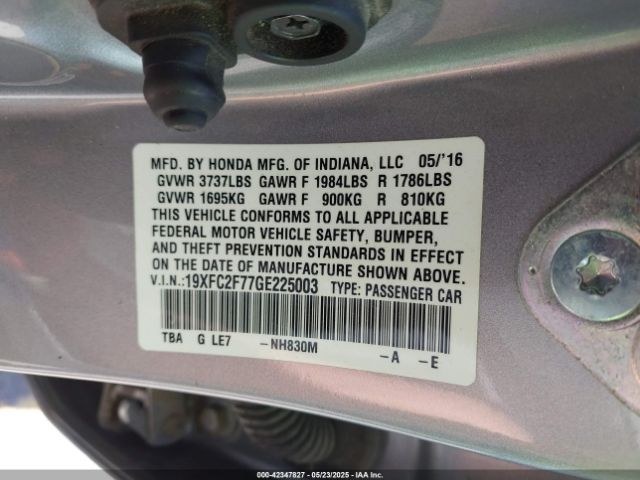 MFD. BY HONDA MFG. OF INDIANA, LLC 05/'16
GVWR 3737LBS GAWR F 1984LBS R 1786LBS
GVWR 1695KG GAWR F 900KG R 810KG
THIS VEHICLE CONFORMS TO ALL APPLICABLE
FEDERAL MOTOR VEHICLE SAFETY, BUMPER,
AND THEFT PREVENTION STANDARDS IN EFFECT
ON THE DATE OF MANUFACTURE SHOWN ABOVE.
V.I.N.:19XFC2F77GE225003 TYPE: PASSENGER CAR
TBA G LE7 -NH830M -A -E
000-42347827 - 05/23/2025 - IAA Inc.